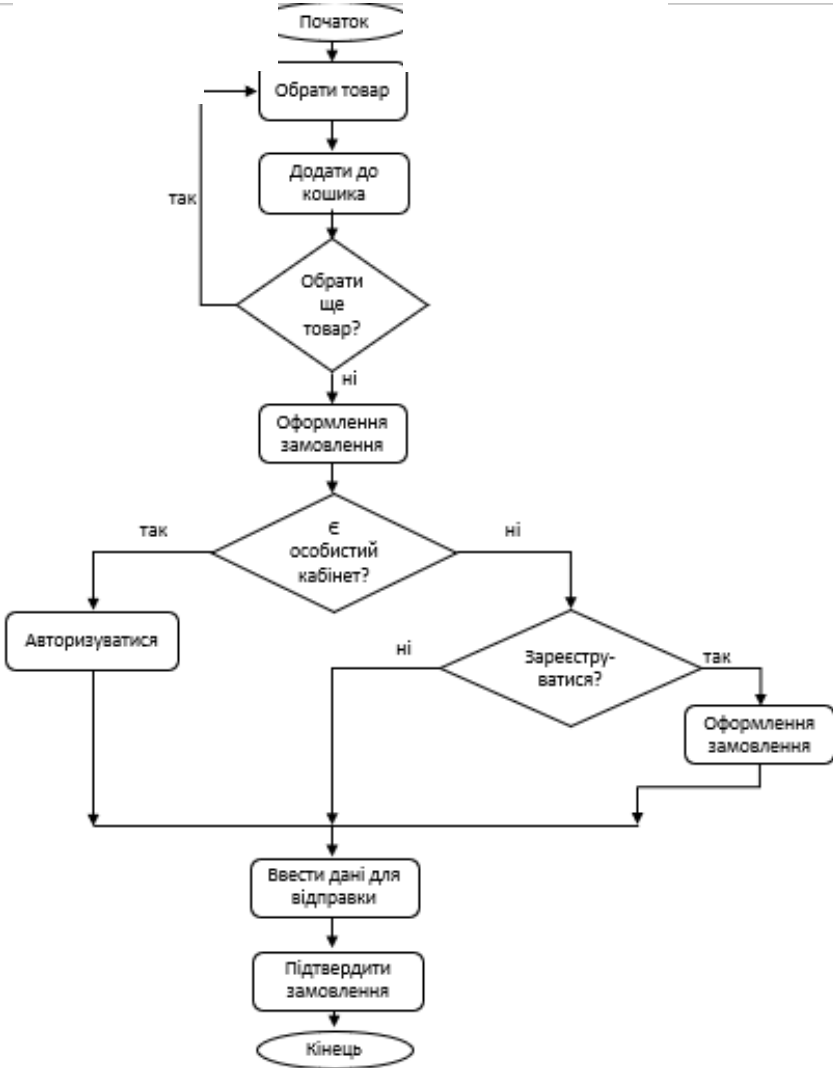 Початок
Обрати товар
Додати до
кошика
так
Обрати
ще
товар?
ні
Оформлення
замовлення
так
Є
особистий
кабінет?
ні
Авторизуватися
ні
Зареєстру-
ватися?
так
Оформлення
замовлення
Ввести дані для
відправки
Підтвердити
замовлення
Кінець